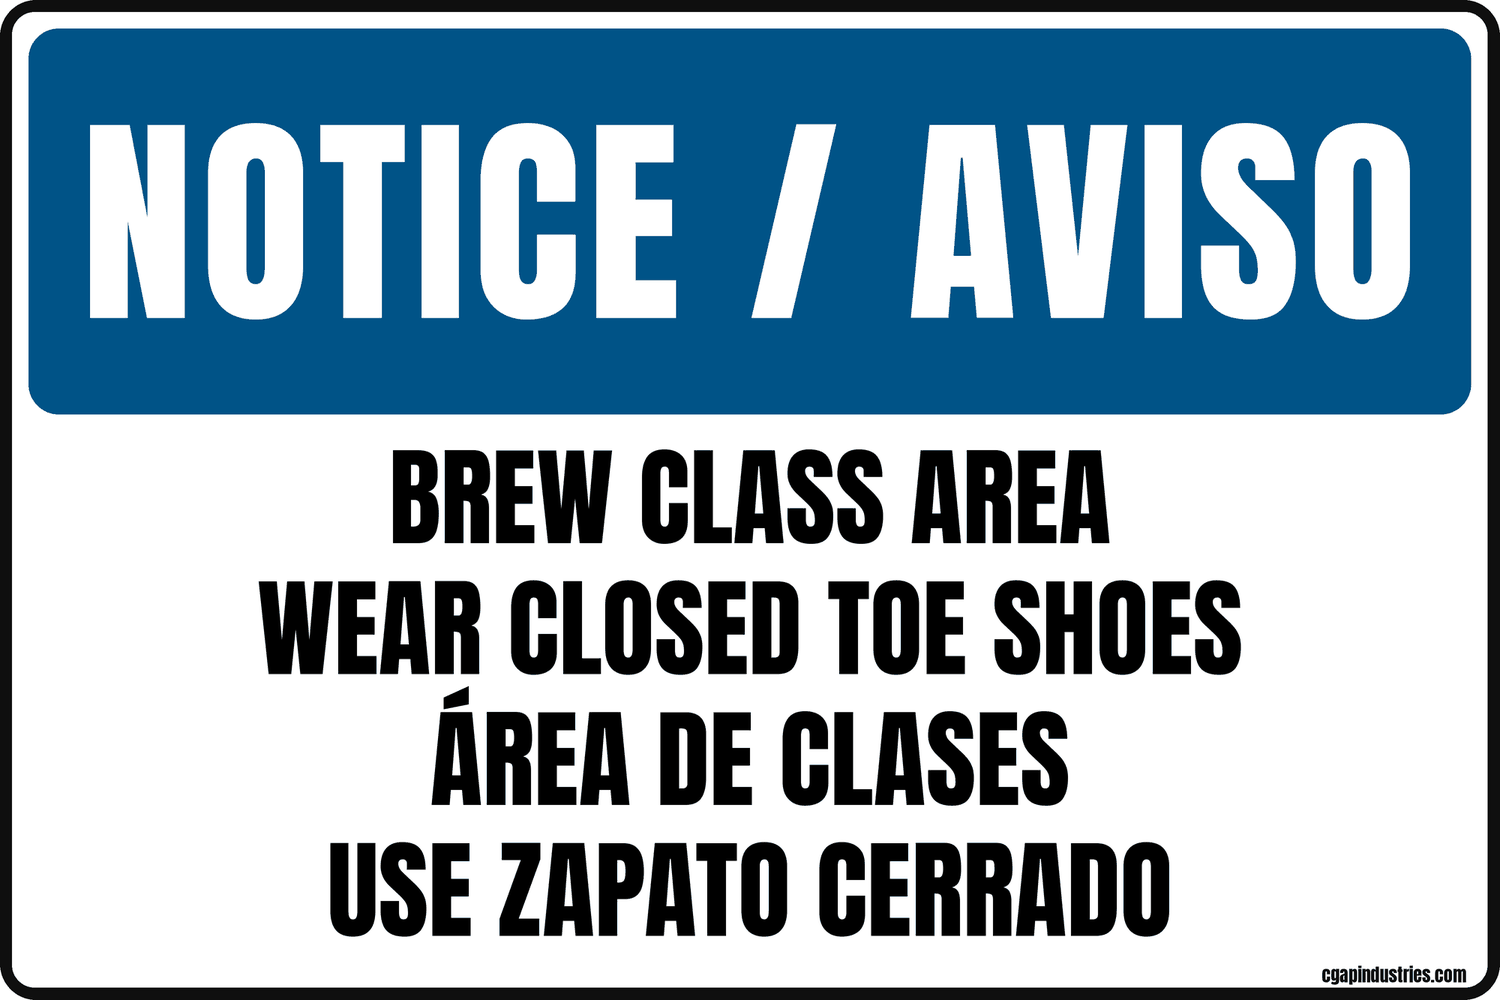 NOTICE / AVISO
BREW CLASS AREA
WEAR CLOSED TOE SHOES
ÁREA DE CLASES
USE ZAPATO CERRADO
cgapindustries.com